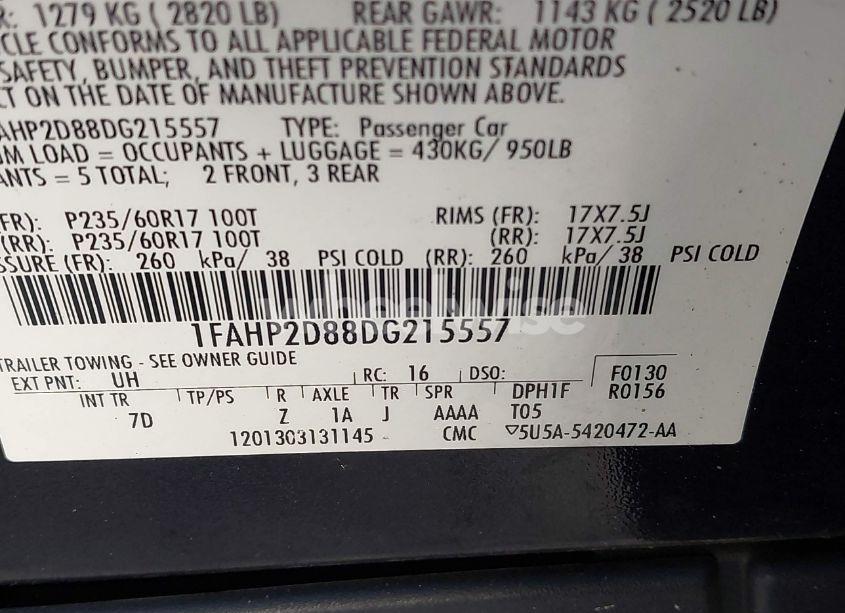 R: 1279 KG ( 2820 LB) REAR GAWR: 1143 KG ( 2520 LB)
CLE CONFORMS TO ALL APPLICABLE FEDERAL MOTOR
SAFETY, BUMPER, AND THEFT PREVENTION STANDARDS
CT ON THE DATE OF MANUFACTURE SHOWN ABOVE.
AHP2D88DG215557 TYPE: Passenger Car
UM LOAD = OCCUPANTS + LUGGAGE = 430KG/ 950LB
ANTS = 5 TOTAL; 2 FRONT, 3 REAR
(FR): P235/60R17 100T RIMS (FR): 17X7.5J
(RR): P235/60R17 100T (RR): 17X7.5J
SSURE (FR): 260 kPa/ 38 PSI COLD (RR): 260 kPa/ 38 PSI COLD
1FAHP2D88DG215557
TRAILER TOWING - SEE OWNER GUIDE
EXT PNT: UH RC: 16 DSO: F0130
INT TR TP/PS R AXLE TR SPR DPH1F R0156
7D Z 1A J AAAA T05
1201303131145 CMC ▽5U5A-5420472-AA